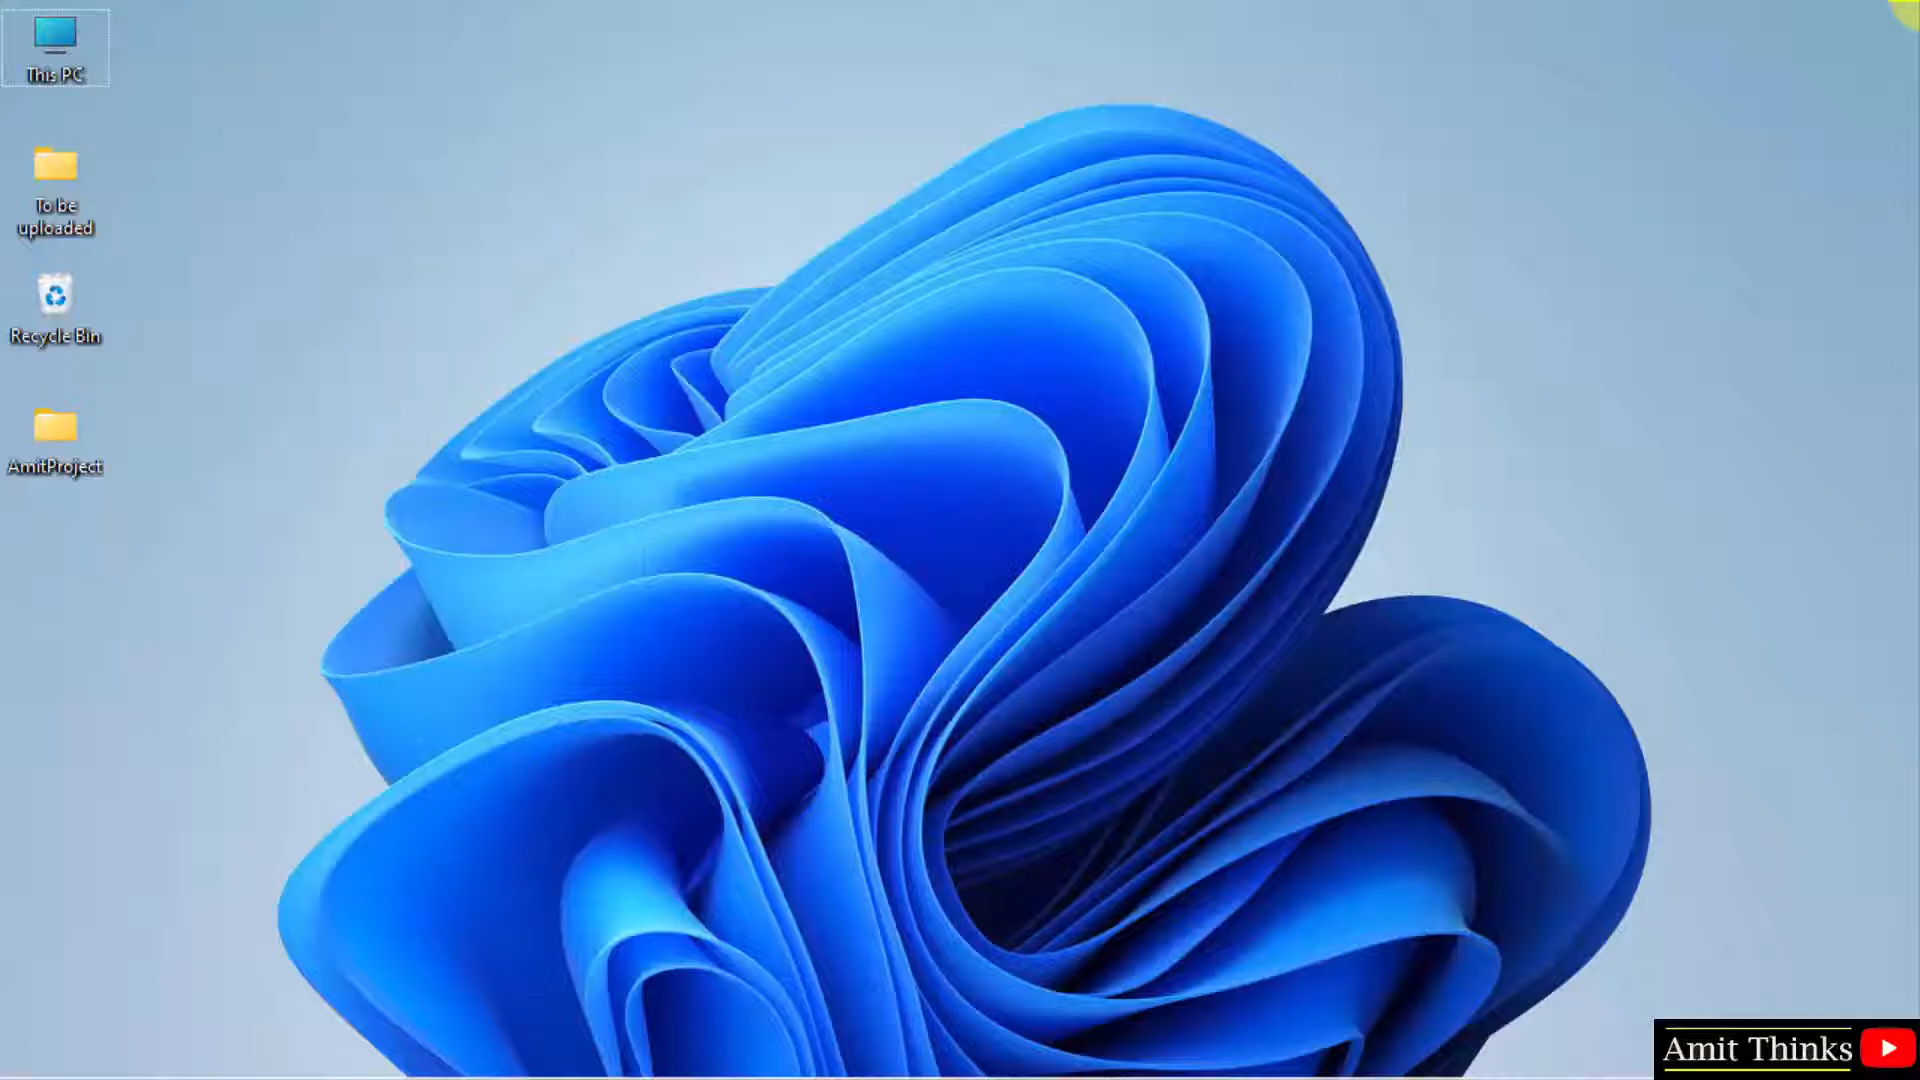 This PC
To be
uploaded
Recycle Bin
AmitProject
Amit Thinks